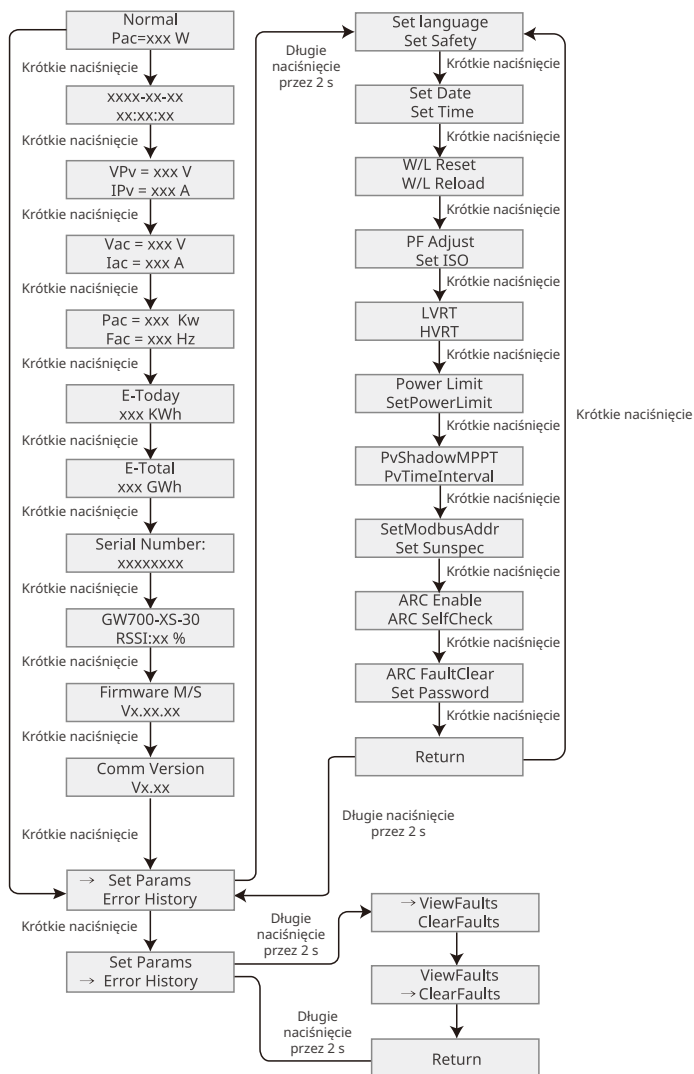 Normal
Pac=xxx W
Krótkie naciśnięcie
xxxx-xx-xx
xx:xx:xx
Krótkie naciśnięcie
VPv = xxx V
IPv = xxx A
Krótkie naciśnięcie
Vac = xxx V
Iac = xxx A
Krótkie naciśnięcie
Pac = xxx Kw
Fac = xxx Hz
Krótkie naciśnięcie
E-Today
xxx KWh
Krótkie naciśnięcie
E-Total
xxx GWh
Krótkie naciśnięcie
Serial Number:
xxxxxxxx
Krótkie naciśnięcie
GW700-XS-30
RSSI:xx %
Krótkie naciśnięcie
Firmware M/S
Vx.xx.xx
Krótkie naciśnięcie
Comm Version
Vx.xx
Krótkie naciśnięcie
→ Set Params
Error History
Krótkie naciśnięcie
Set Params
→ Error History
Długie
naciśnięcie
przez 2 s
Set language
Set Safety
Krótkie naciśnięcie
Set Date
Set Time
Krótkie naciśnięcie
W/L Reset
W/L Reload
Krótkie naciśnięcie
PF Adjust
Set ISO
Krótkie naciśnięcie
LVRT
HVRT
Krótkie naciśnięcie
Power Limit
SetPowerLimit
Krótkie naciśnięcie
PvShadowMPPT
PvTimeInterval
Krótkie naciśnięcie
SetModbusAddr
Set Sunspec
Krótkie naciśnięcie
ARC Enable
ARC SelfCheck
Krótkie naciśnięcie
ARC FaultClear
Set Password
Krótkie naciśnięcie
Return
Krótkie naciśnięcie
Długie naciśnięcie
przez 2 s
Długie
naciśnięcie
przez 2 s
→ ViewFaults
ClearFaults
ViewFaults
→ ClearFaults
Długie
naciśnięcie
przez 2 s
Return